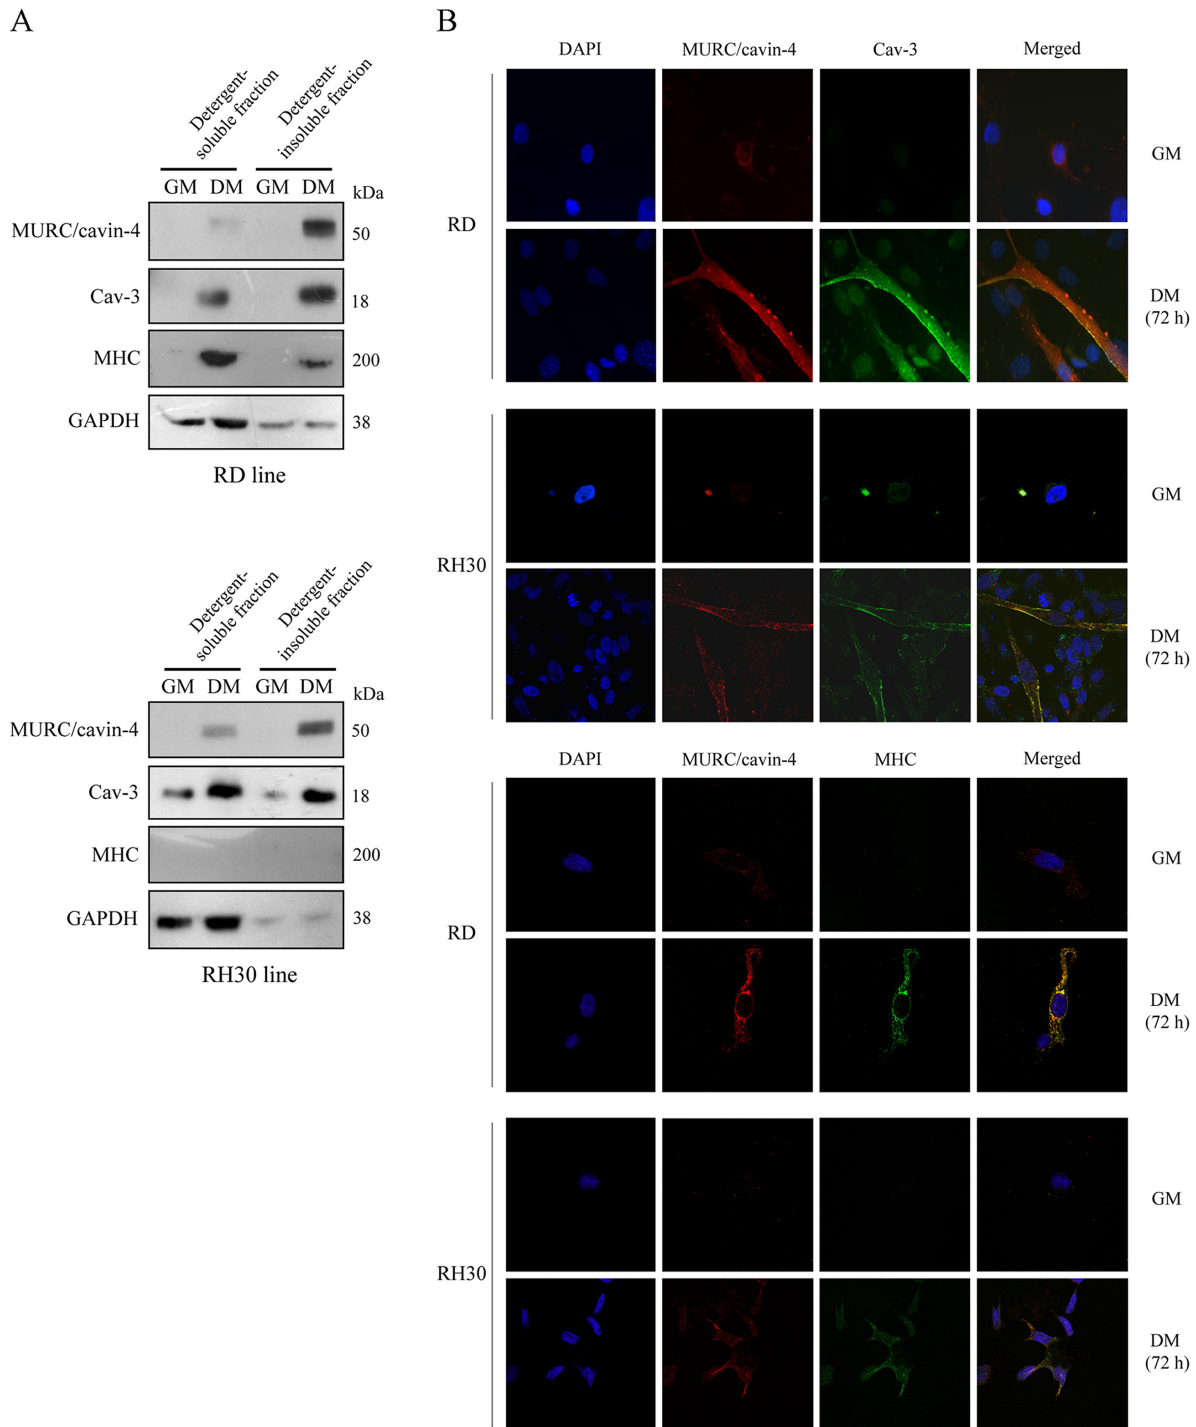 A
Detergent-
soluble fraction
Detergent-
insoluble fraction
GM DM GM DM kDa
MURC/cavin-4 50
Cav-3 18
MHC 200
GAPDH 38
RD line
Detergent-
soluble fraction
Detergent-
insoluble fraction
GM DM GM DM kDa
MURC/cavin-4 50
Cav-3 18
MHC 200
GAPDH 38
RH30 line
B
DAPI MURC/cavin-4 Cav-3 Merged
GM
RD
DM
(72 h)
GM
RH30
DM
(72 h)
DAPI MURC/cavin-4 MHC Merged
GM
RD
DM
(72 h)
GM
RH30
DM
(72 h)